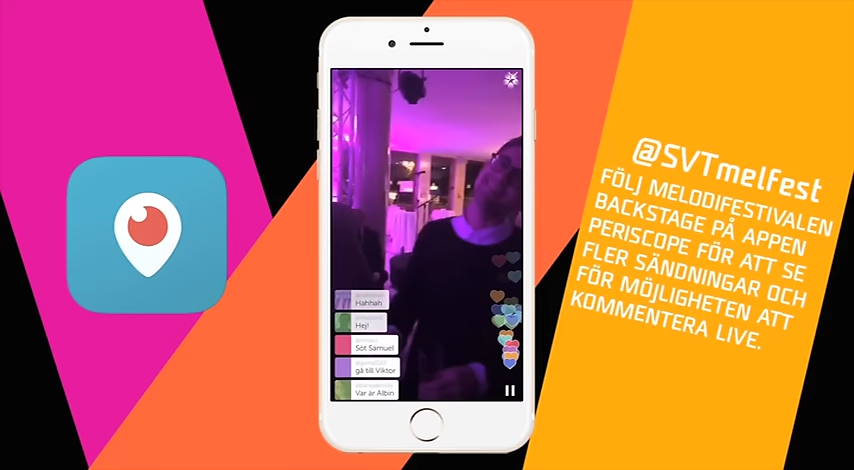 Hahhah
Hej!
Söt Samuel
gå till Viktor
Var är Albin
@SVTmelfest
FÖLJ MELODIFESTIVALEN
BACKSTAGE PÅ APPEN
PERISCOPE FÖR ATT SE
FLER SÄNDNINGAR OCH
FÖR MÖJLIGHETEN ATT
KOMMENTERA LIVE.